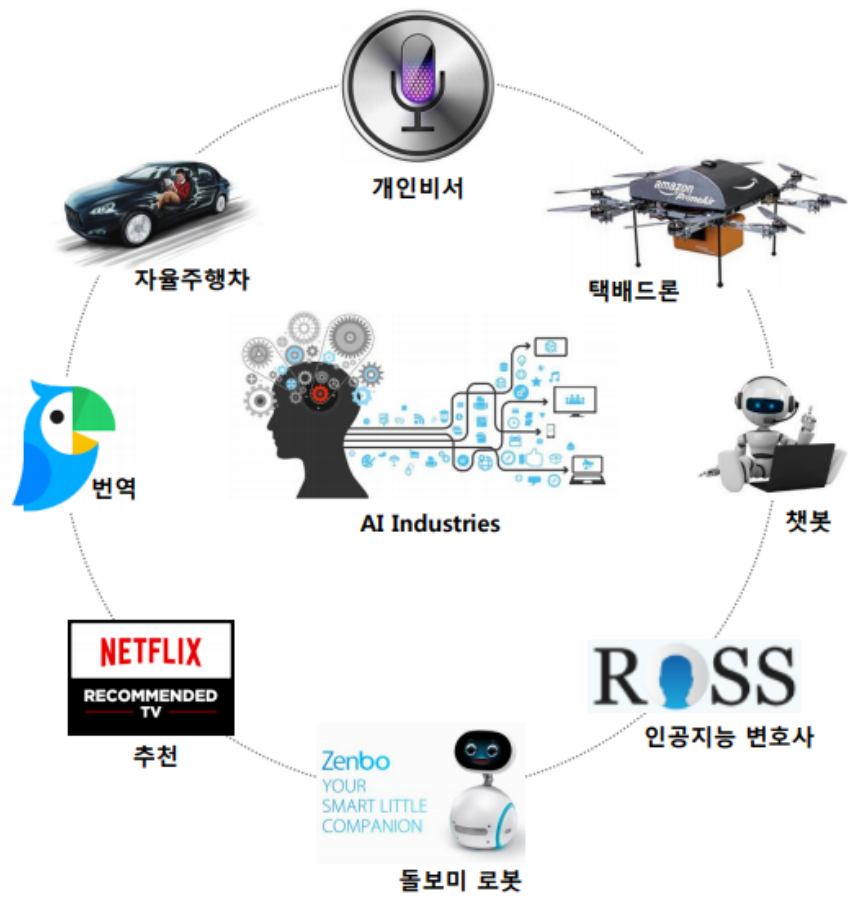 개인비서
amazon
PrimeAir
자율주행차
택배드론
번역
AI Industries
챗봇
NETFLIX
RECOMMENDED
TV
추천
ROSS
인공지능 변호사
Zenbo
YOUR
SMART LITTLE
COMPANION
돌보미 로봇